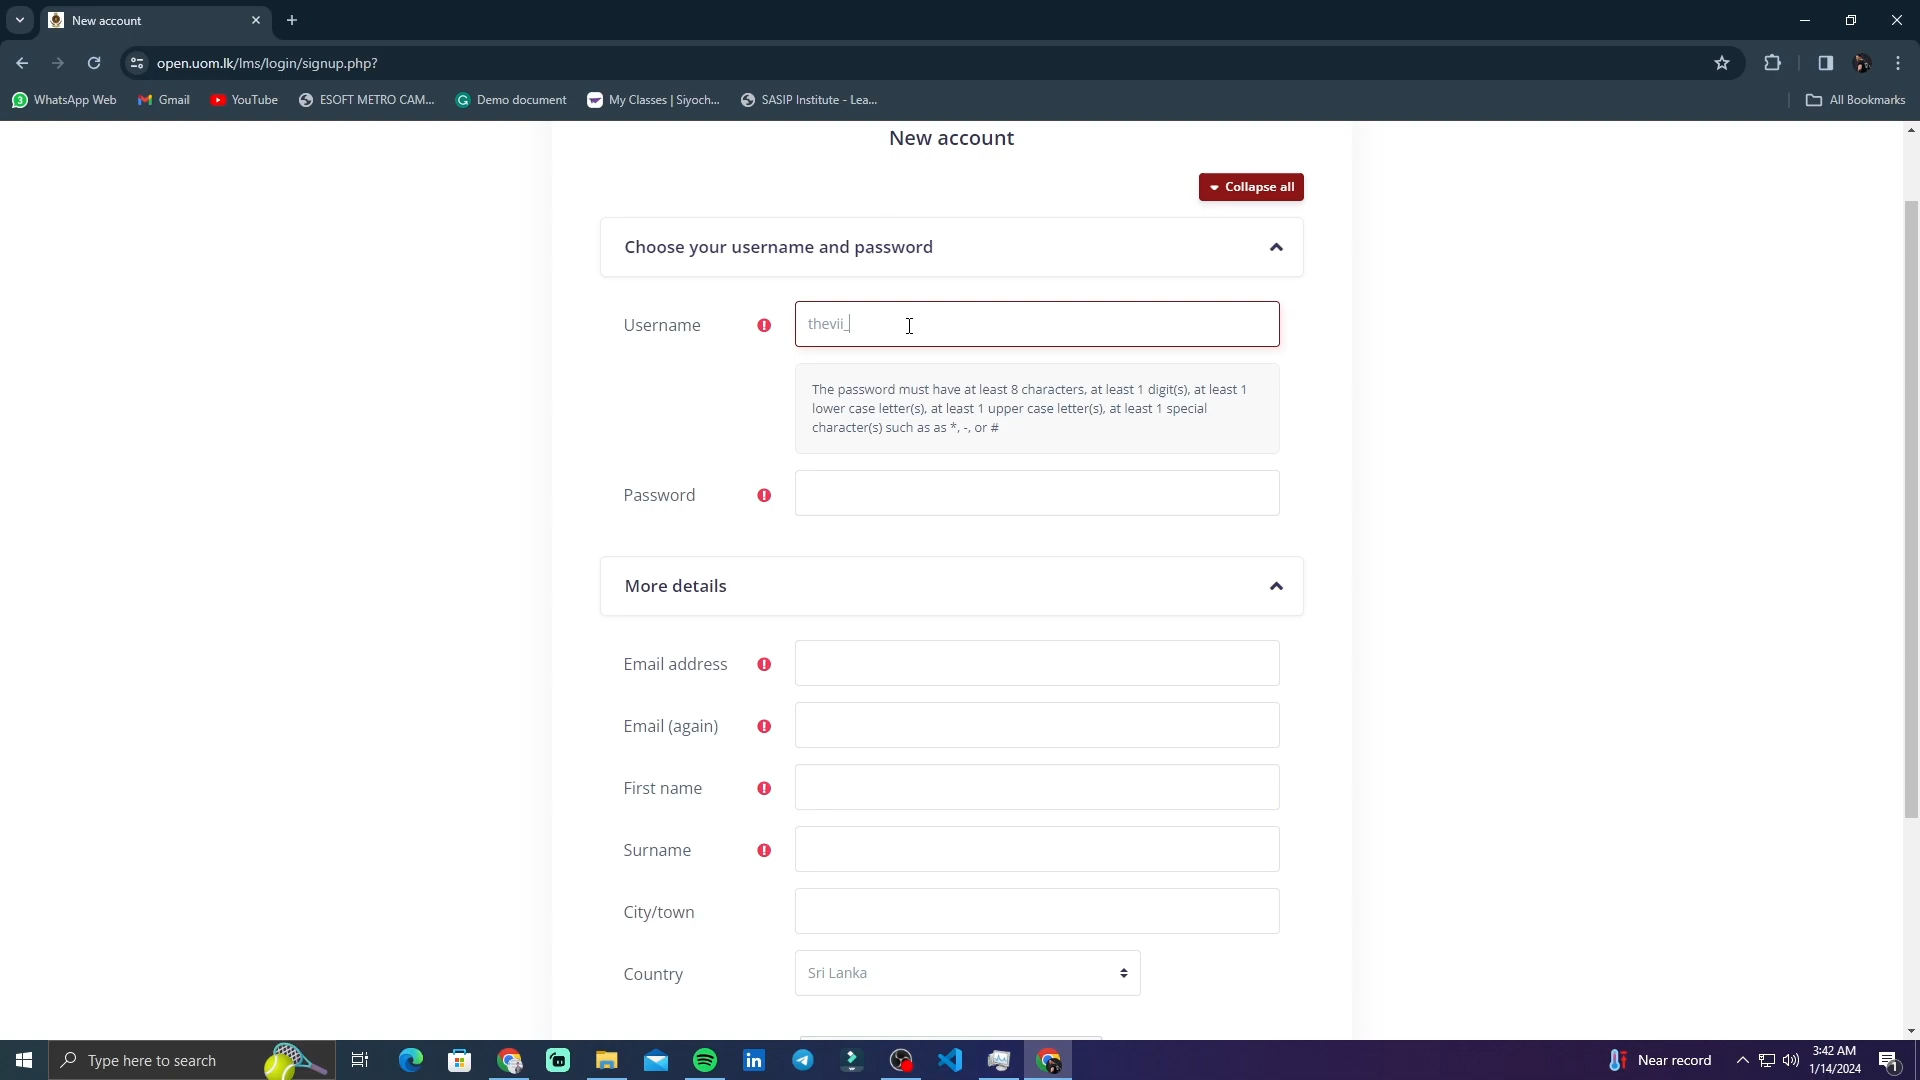 New account
open.uom.lk/lms/login/signup.php?
WhatsApp Web
Gmail
YouTube
ESOFT METRO CAM...
Demo document
My Classes | Siyoch...
SASIP Institute - Lea...
All Bookmarks
New account
Collapse all
Choose your username and password
Username
thevii_
The password must have at least 8 characters, at least 1 digit(s), at least 1
lower case letter(s), at least 1 upper case letter(s), at least 1 special
character(s) such as as *, -, or #
Password
More details
Email address
Email (again)
First name
Surname
City/town
Country
Sri Lanka
Type here to search
Near record
3:42 AM
1/14/2024
1